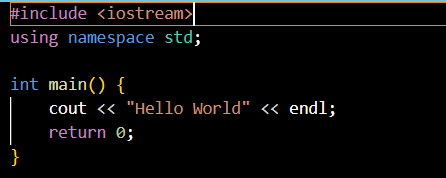 #include <iostream>
using namespace std;

int main() {
    cout << "Hello World" << endl;
    return 0;
}